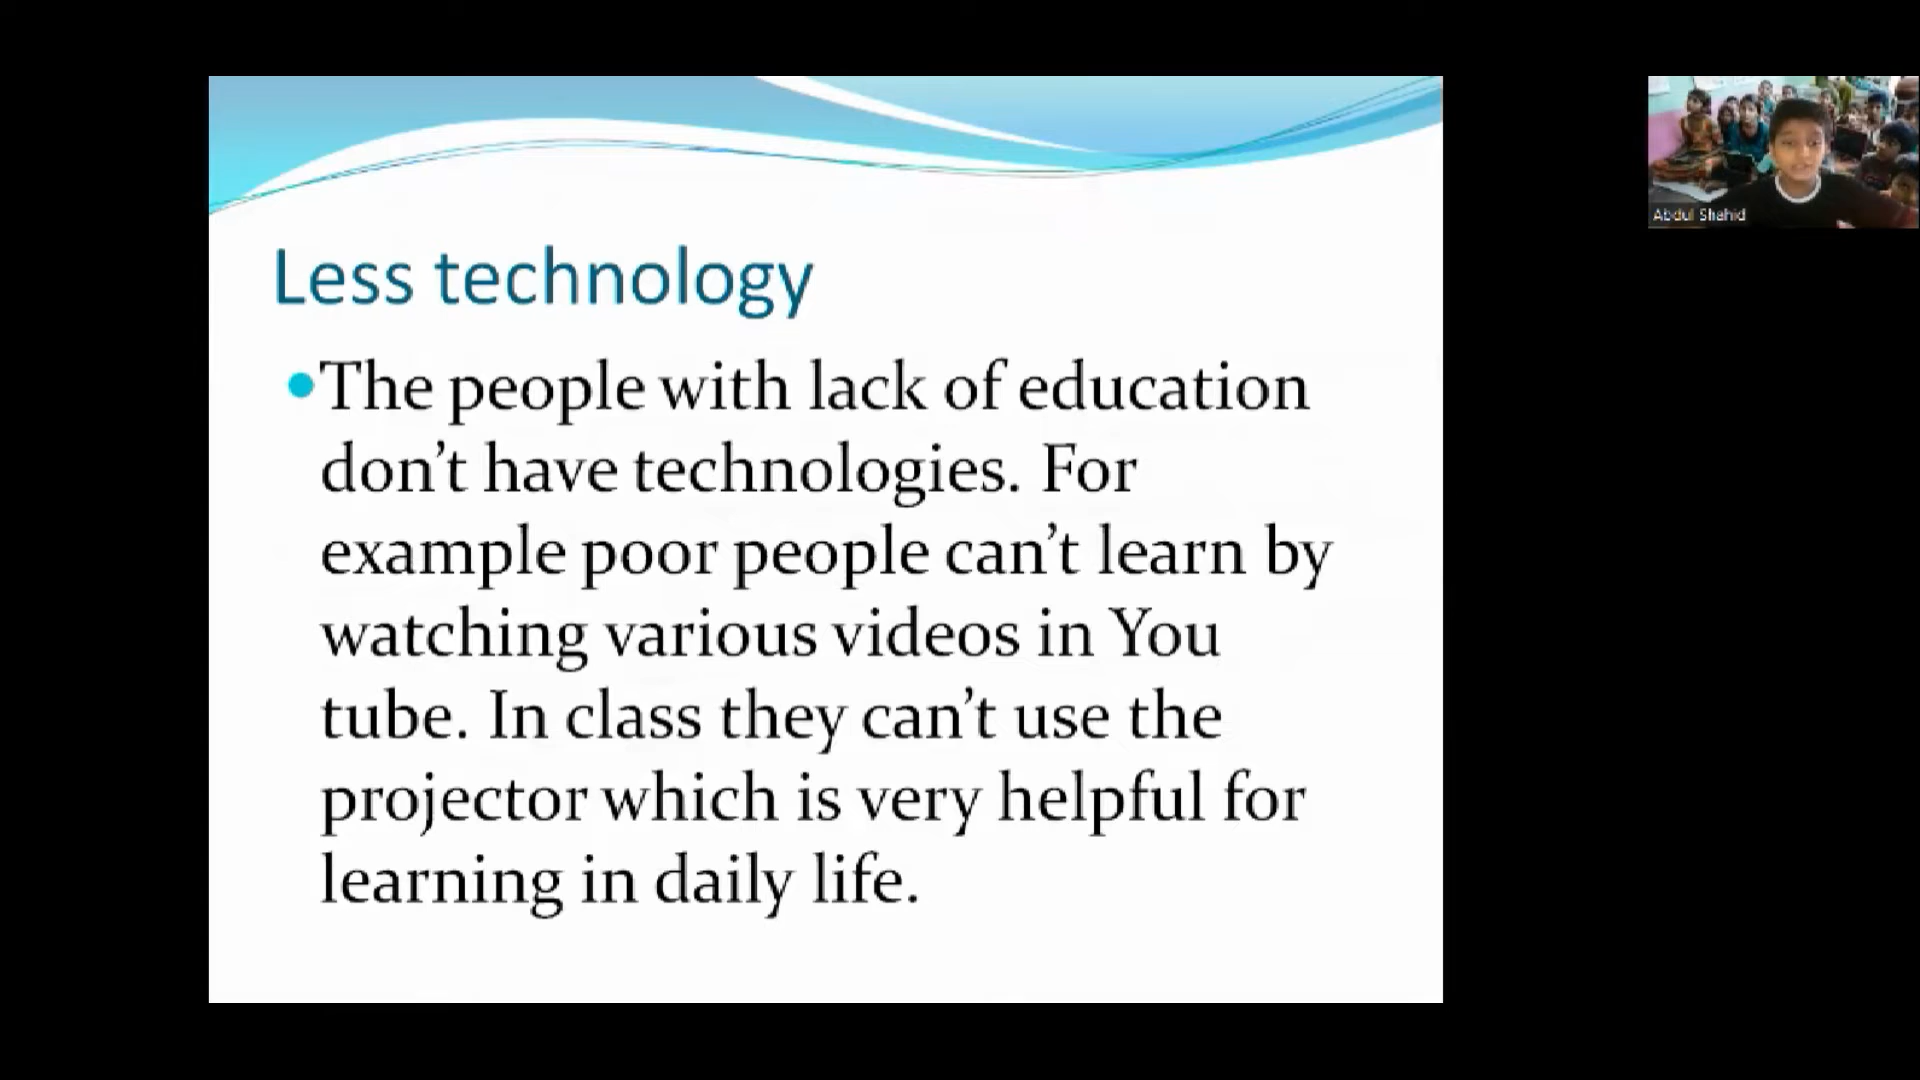 Less technology
The people with lack of education
don't have technologies. For
example poor people can't learn by
watching various videos in You
tube. In class they can't use the
projector which is very helpful for
learning in daily life.
Abdul Shahid